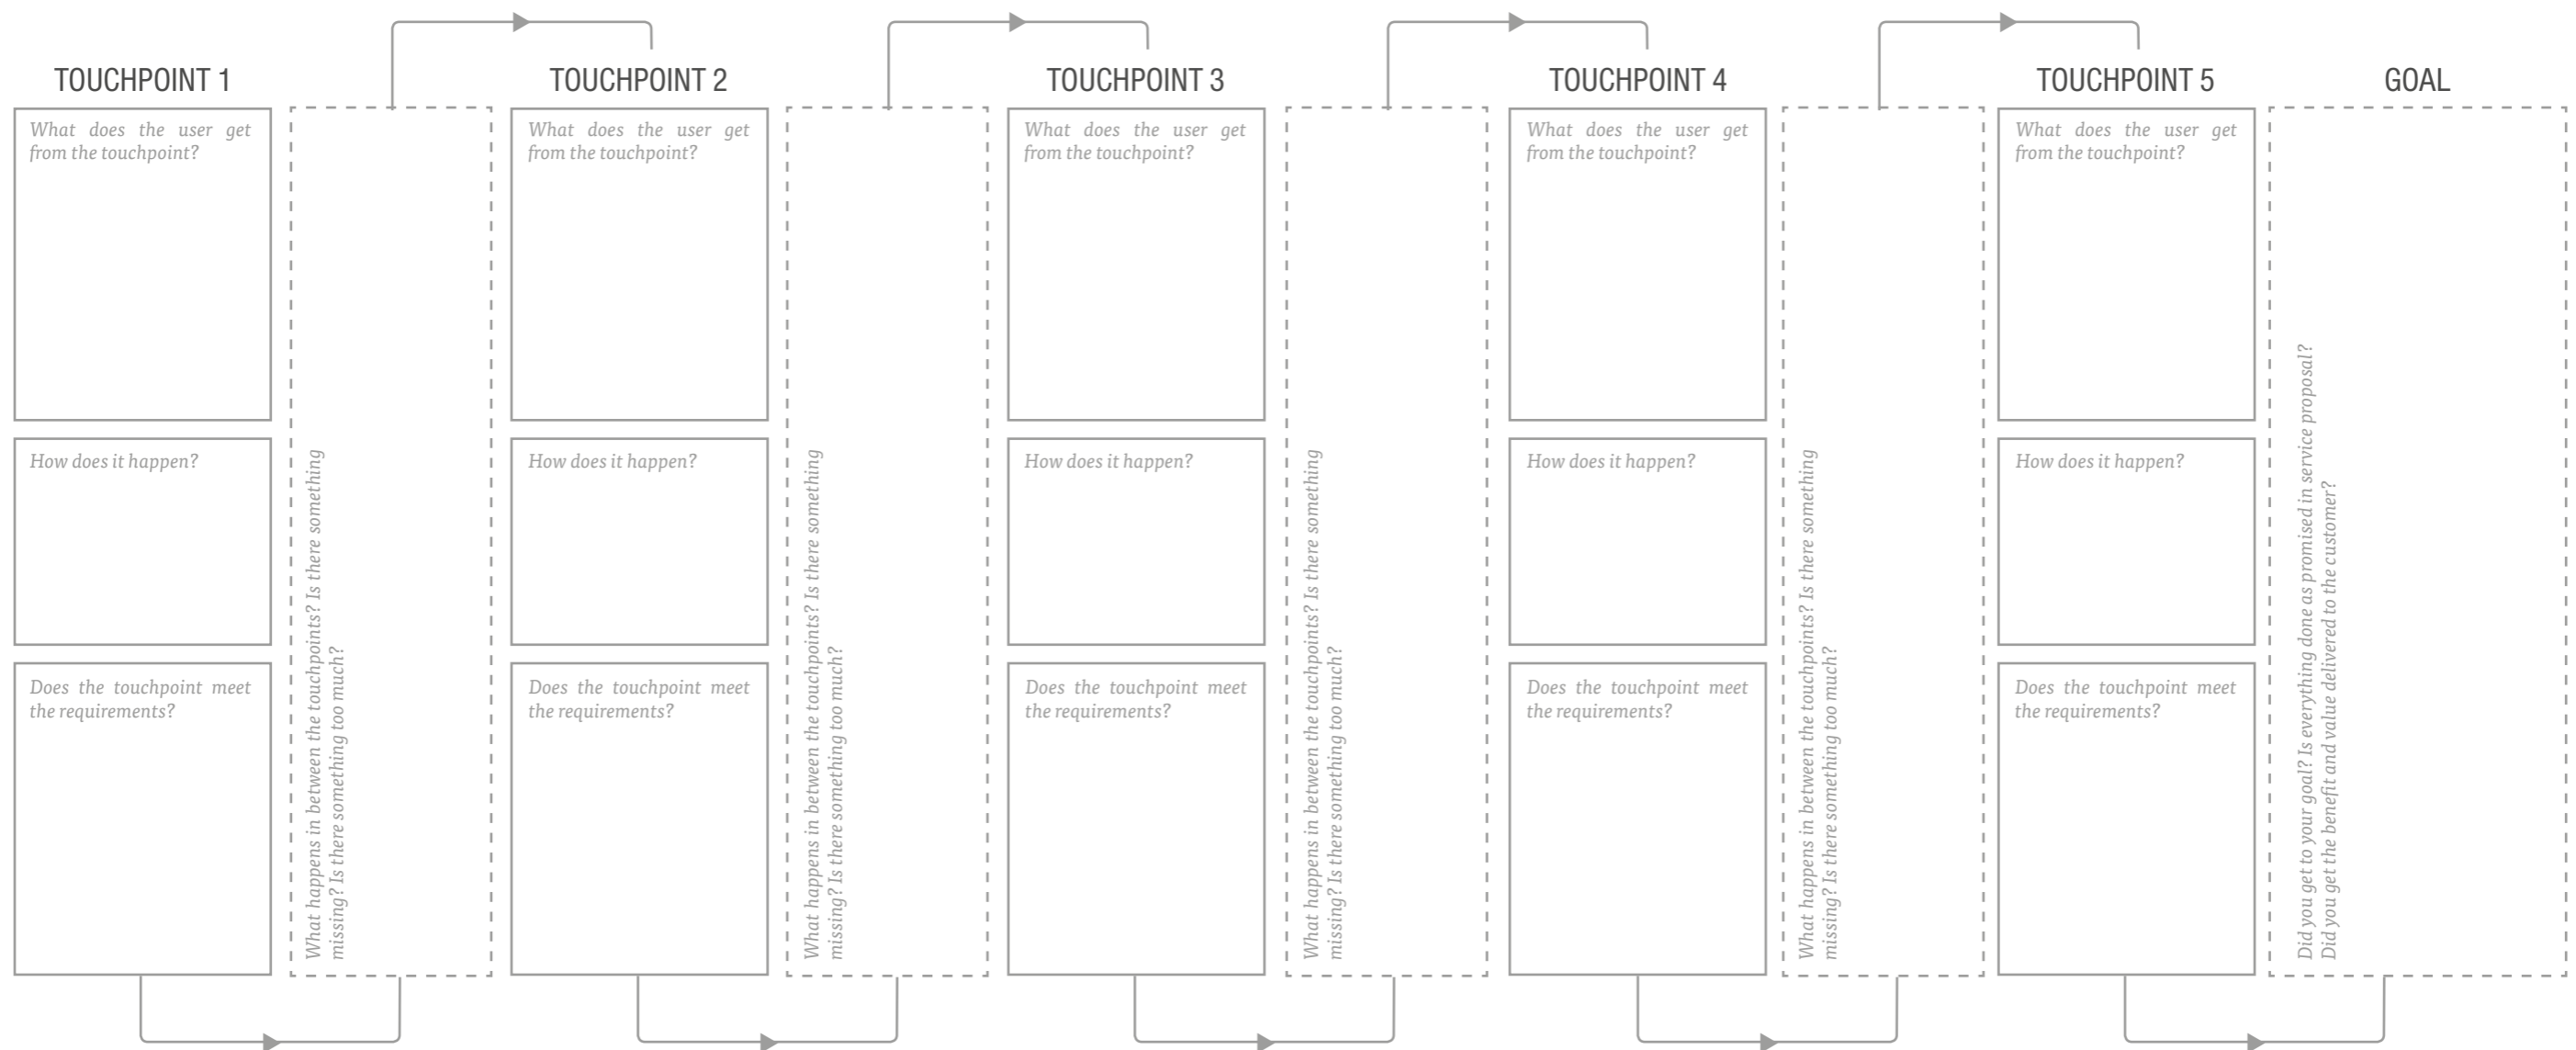 TOUCHPOINT 1
What does the user get
from the touchpoint?
How does it happen?
Does the touchpoint meet
the requirements?
What happens in between the touchpoints? Is there something
missing? Is there something too much?
TOUCHPOINT 2
What does the user get
from the touchpoint?
How does it happen?
Does the touchpoint meet
the requirements?
What happens in between the touchpoints? Is there something
missing? Is there something too much?
TOUCHPOINT 3
What does the user get
from the touchpoint?
How does it happen?
Does the touchpoint meet
the requirements?
What happens in between the touchpoints? Is there something
missing? Is there something too much?
TOUCHPOINT 4
What does the user get
from the touchpoint?
How does it happen?
Does the touchpoint meet
the requirements?
What happens in between the touchpoints? Is there something
missing? Is there something too much?
TOUCHPOINT 5
What does the user get
from the touchpoint?
How does it happen?
Does the touchpoint meet
the requirements?
GOAL
Did you get to your goal? Is everything done as promised in service proposal?
Did you get the benefit and value delivered to the customer?